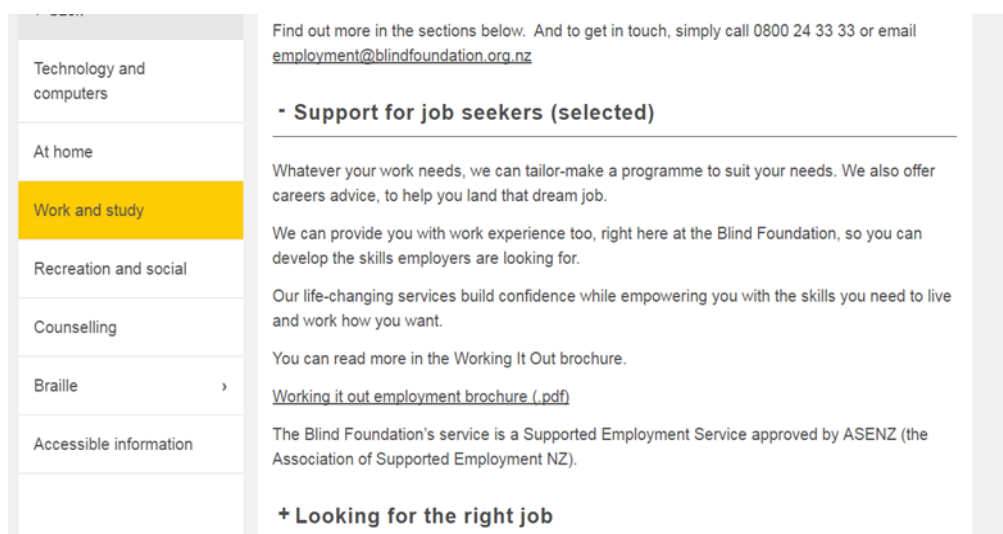 Technology and
computers
At home
Work and study
Recreation and social
Counselling
Braille ›
Accessible information
Find out more in the sections below.  And to get in touch, simply call 0800 24 33 33 or email
employment@blindfoundation.org.nz
- Support for job seekers (selected)
Whatever your work needs, we can tailor-make a programme to suit your needs. We also offer
careers advice, to help you land that dream job.
We can provide you with work experience too, right here at the Blind Foundation, so you can
develop the skills employers are looking for.
Our life-changing services build confidence while empowering you with the skills you need to live
and work how you want.
You can read more in the Working It Out brochure.
Working it out employment brochure (.pdf)
The Blind Foundation's service is a Supported Employment Service approved by ASENZ (the
Association of Supported Employment NZ).
+ Looking for the right job